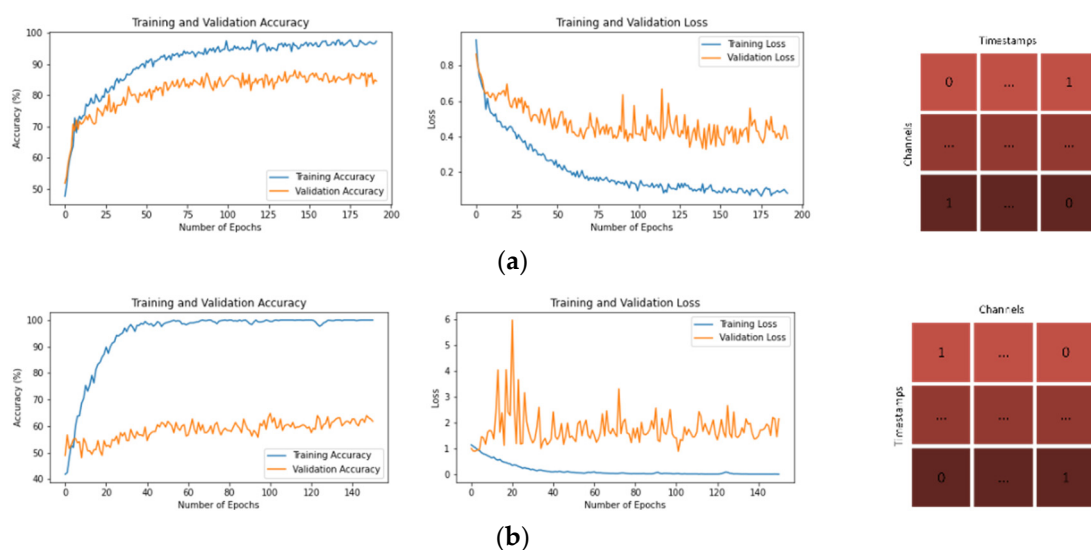 Training and Validation Accuracy
Accuracy (%)
100
90
80
70
60
50
0 25 50 75 100 125 150 175 200
Number of Epochs
Training Accuracy
Validation Accuracy
Training and Validation Loss
Loss
0.8
0.6
0.4
0.2
0 25 50 75 100 125 150 175 200
Number of Epochs
Training Loss
Validation Loss
Timestamps
Channels
0 ... 1
... ... ...
1 ... 0
(a)
Training and Validation Accuracy
Accuracy (%)
100
90
80
70
60
50
40
0 20 40 60 80 100 120 140
Number of Epochs
Training Accuracy
Validation Accuracy
Training and Validation Loss
Loss
6
5
4
3
2
1
0
0 20 40 60 80 100 120 140
Number of Epochs
Training Loss
Validation Loss
Channels
Timestamps
1 ... 0
... ... ...
0 ... 1
(b)